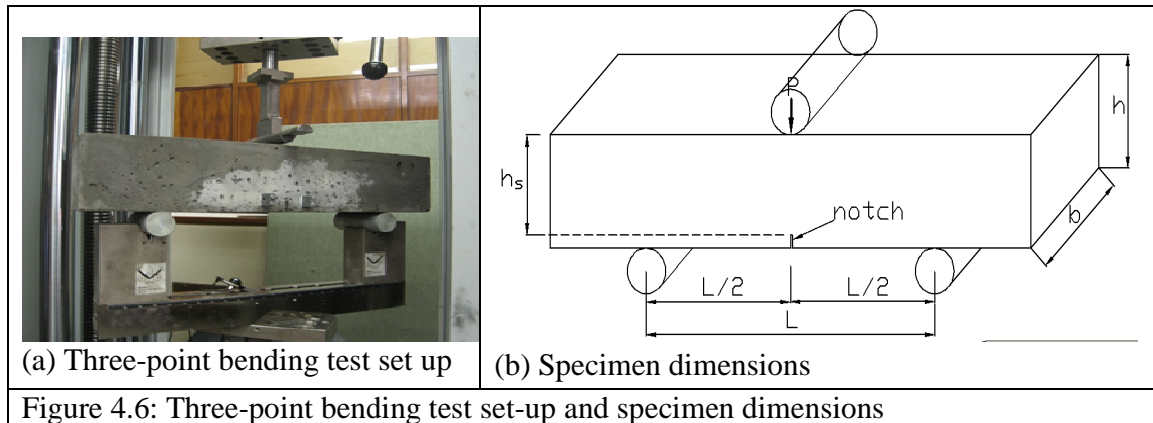 P
h
h_s
notch
b
L/2
L/2
L
(a) Three-point bending test set up
(b) Specimen dimensions
Figure 4.6: Three-point bending test set-up and specimen dimensions